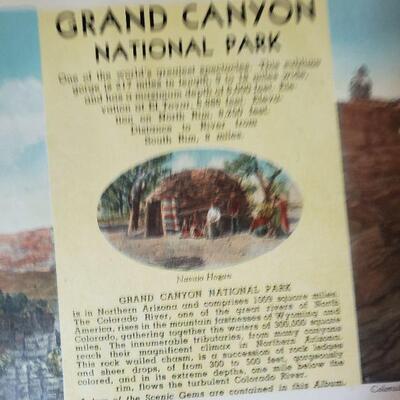 GRAND CANYON
NATIONAL PARK
One of the world's greatest spectacles. This sublime
gorge is 217 miles in length, 8 to 18 miles wide,
and has a maximum depth of 6,000 feet. Ele-
vation at El Tovar, 6,866 feet. Eleva-
tion on North Rim, 8,200 feet.
Distance to River from
South Rim, 8 miles.
Navajo Hogan
GRAND CANYON NATIONAL PARK
is in Northern Arizona and comprises 1009 square miles.
The Colorado River, one of the great rivers of North
America, rises in the mountain fastnesses of Wyoming and
Colorado, gathering together the waters of 300,000 square
miles. The innumerable tributaries, from many canyons
reach their magnificent climax in Northern Arizona.
This rock walled chasm, is a succession of rock ledges
and sheer drops, of from 300 to 500 feet, gorgeously
colored, and in its extreme depths, one mile below the
rim, flows the turbulent Colorado River.
of the Scenic Gems are contained in this Album.
Colorado